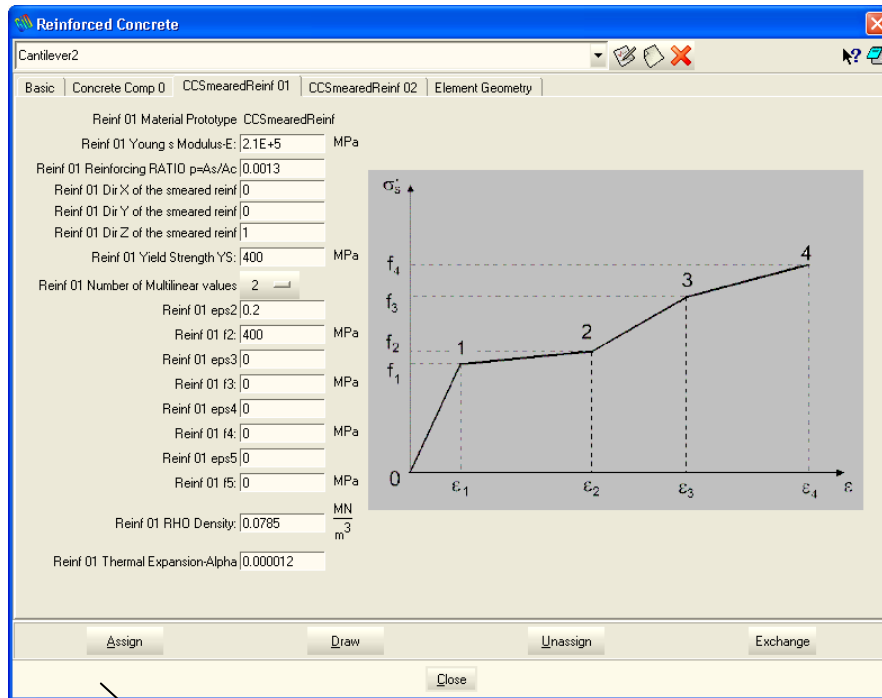 Reinforced Concrete
Cantilever2
Basic
Concrete Comp 0
CCSmearedReinf 01
CCSmearedReinf 02
Element Geometry
Reinf 01 Material Prototype CCSmearedReinf
Reinf 01 Young s Modulus-E: 2.1E+5 MPa
Reinf 01 Reinforcing RATIO p=As/Ac 0.0013
Reinf 01 Dir X of the smeared reinf 0
Reinf 01 Dir Y of the smeared reinf 0
Reinf 01 Dir Z of the smeared reinf 1
Reinf 01 Yield Strength YS: 400 MPa
Reinf 01 Number of Multilinear values 2
Reinf 01 eps2 0.2
Reinf 01 f2: 400 MPa
Reinf 01 eps3 0
Reinf 01 f3: 0 MPa
Reinf 01 eps4 0
Reinf 01 f4: 0 MPa
Reinf 01 eps5 0
Reinf 01 f5: 0 MPa
Reinf 01 RHO Density: 0.0785 MN/m³
Reinf 01 Thermal Expansion-Alpha 0.000012
σs'
f4
f3
f2
f1
1
2
3
4
0
ε1
ε2
ε3
ε4
ε
Assign
Draw
Unassign
Exchange
Close